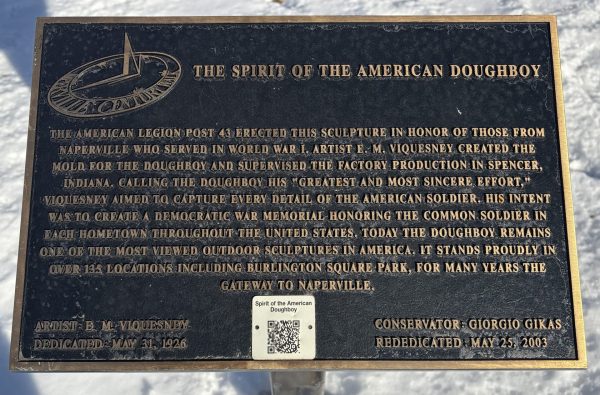 NAPERVILLE · CENTURY
THE SPIRIT OF THE AMERICAN DOUGHBOY
THE AMERICAN LEGION POST 43 ERECTED THIS SCULPTURE IN HONOR OF THOSE FROM
NAPERVILLE WHO SERVED IN WORLD WAR I. ARTIST E. M. VIQUESNEY CREATED THE
MOLD FOR THE DOUGHBOY AND SUPERVISED THE FACTORY PRODUCTION IN SPENCER,
INDIANA. CALLING THE DOUGHBOY HIS "GREATEST AND MOST SINCERE EFFORT,"
VIQUESNEY AIMED TO CAPTURE EVERY DETAIL OF THE AMERICAN SOLDIER. HIS INTENT
WAS TO CREATE A DEMOCRATIC WAR MEMORIAL HONORING THE COMMON SOLDIER IN
EACH HOMETOWN THROUGHOUT THE UNITED STATES. TODAY THE DOUGHBOY REMAINS
ONE OF THE MOST VIEWED OUTDOOR SCULPTURES IN AMERICA. IT STANDS PROUDLY IN
OVER 135 LOCATIONS INCLUDING BURLINGTON SQUARE PARK, FOR MANY YEARS THE
GATEWAY TO NAPERVILLE.
Spirit of the American
Doughboy
ARTIST: E. M. VIQUESNEY
DEDICATED: MAY 31, 1926
CONSERVATOR: GIORGIO GIKAS
REDEDICATED: MAY 25, 2003